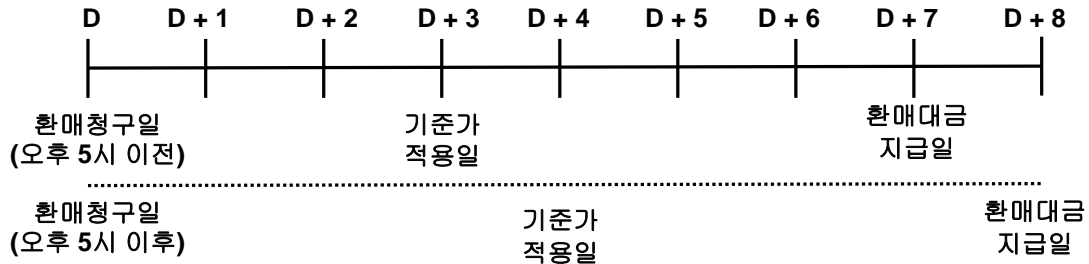 D D + 1 D + 2 D + 3 D + 4 D + 5 D + 6 D + 7 D + 8
환매청구일
(오후 5시 이전)
기준가
적용일
환매대금
지급일
환매청구일
(오후 5시 이후)
기준가
적용일
환매대금
지급일